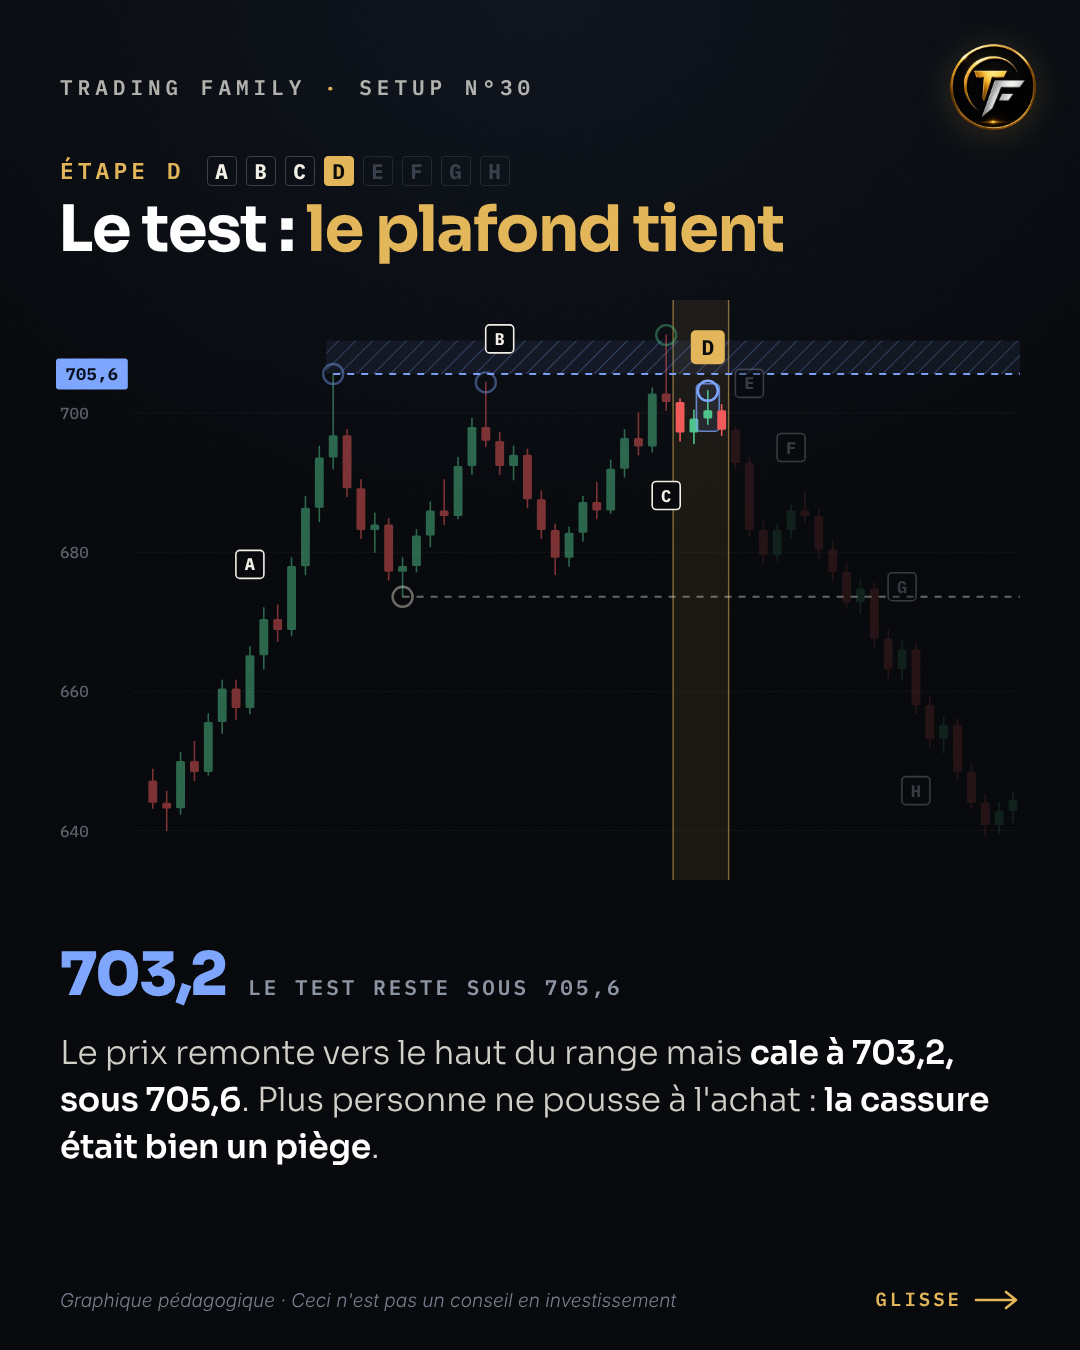 TRADING FAMILY · SETUP N°30
TF
ÉTAPE D A B C D E F G H
Le test : le plafond tient
B
D
705,6
E
700
F
C
680
A
G
660
H
640
703,2 LE TEST RESTE SOUS 705,6
Le prix remonte vers le haut du range mais cale à 703,2,
sous 705,6. Plus personne ne pousse à l'achat : la cassure
était bien un piège.
Graphique pédagogique · Ceci n'est pas un conseil en investissement
GLISSE →